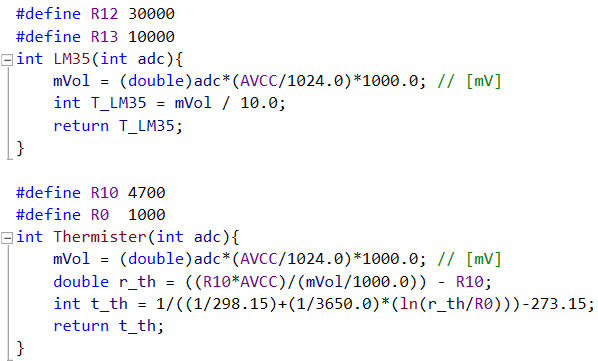 #define R12 30000
#define R13 10000
int LM35(int adc){
    mVol = (double)adc*(AVCC/1024.0)*1000.0; // [mV]
    int T_LM35 = mVol / 10.0;
    return T_LM35;
}
#define R10 4700
#define R0  1000
int Thermister(int adc){
    mVol = (double)adc*(AVCC/1024.0)*1000.0; // [mV]
    double r_th = ((R10*AVCC)/(mVol/1000.0)) - R10;
    int t_th = 1/((1/298.15)+(1/3650.0)*(ln(r_th/R0)))-273.15;
    return t_th;
}